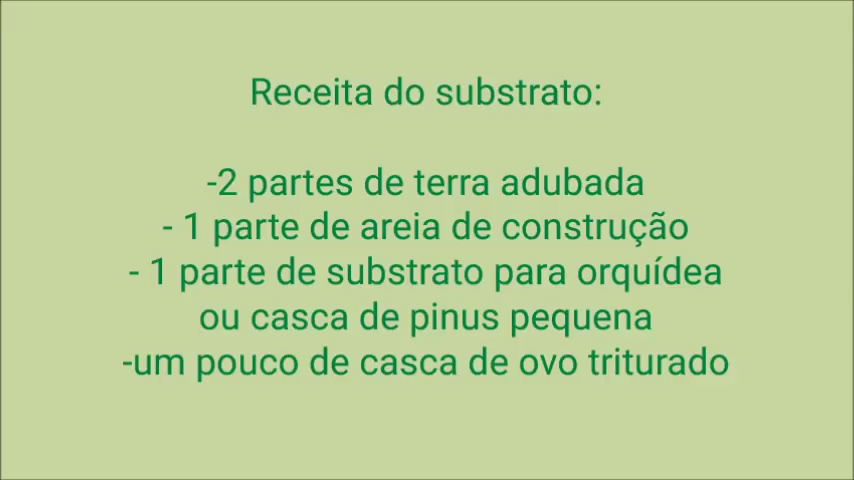 Receita do substrato:
-2 partes de terra adubada
- 1 parte de areia de construção
- 1 parte de substrato para orquídea
ou casca de pinus pequena
-um pouco de casca de ovo triturado